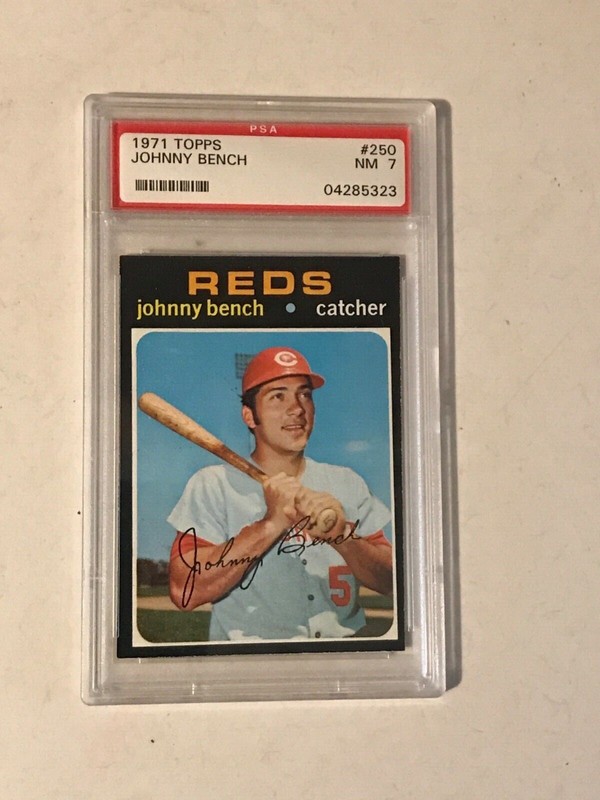 PSA
1971 TOPPS #250
JOHNNY BENCH NM 7
04285323
REDS
johnny bench • catcher
C
Johnny Bench
5